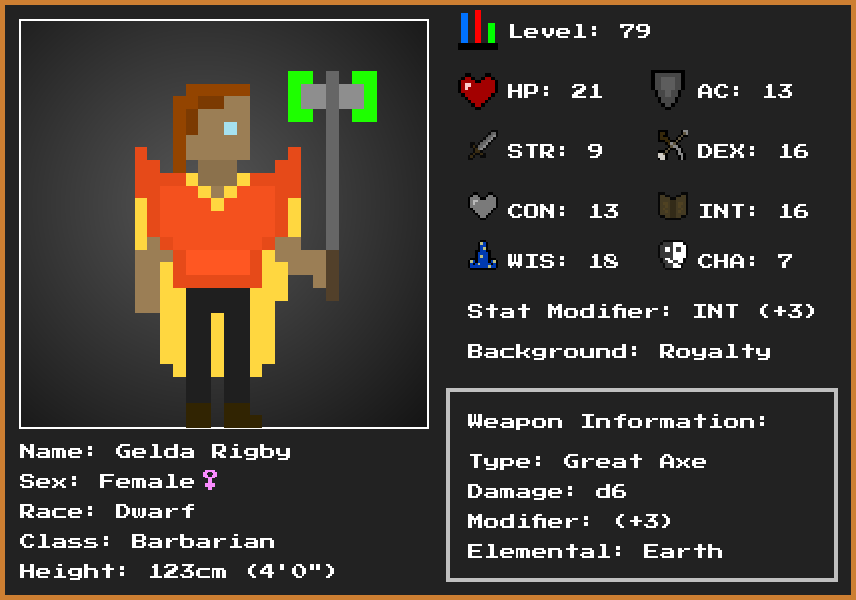 Level: 79
HP: 21 AC: 13
STR: 9 DEX: 16
CON: 13 INT: 16
WIS: 18 CHA: 7
Stat Modifier: INT (+3)
Background: Royalty
Weapon Information:
Type: Great Axe
Damage: d6
Modifier: (+3)
Elemental: Earth
Name: Gelda Rigby
Sex: Female♀
Race: Dwarf
Class: Barbarian
Height: 123cm (4'0")